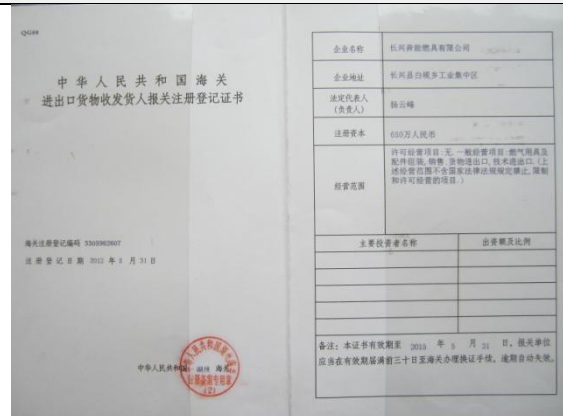 QG08
中华人民共和国海关
进出口货物收发货人报关注册登记证书
海关注册登记编码 3305963607
注册登记日期 2012 年 5 月 31 日
中华人民共和国 湖州 海关
企业名称 长兴荷能燃具有限公司
企业地址 长兴县白岘乡工业集中区
法定代表人
(负责人) 杨云峰
注册资本 600万人民币
经营范围
许可经营项目:无。一般经营项目:燃气用具及
配件组装,销售;货物进出口,技术进出口.(上
述经营范围不含国家法律法规规定禁止,限制
和许可经营的项目.)
主要投资者名称 出资额及比例
备注:本证书有效期至 2015 年 5 月 31 日。报关单位
应当在有效期届满前三十日至海关办理换证手续。逾期自动失效。